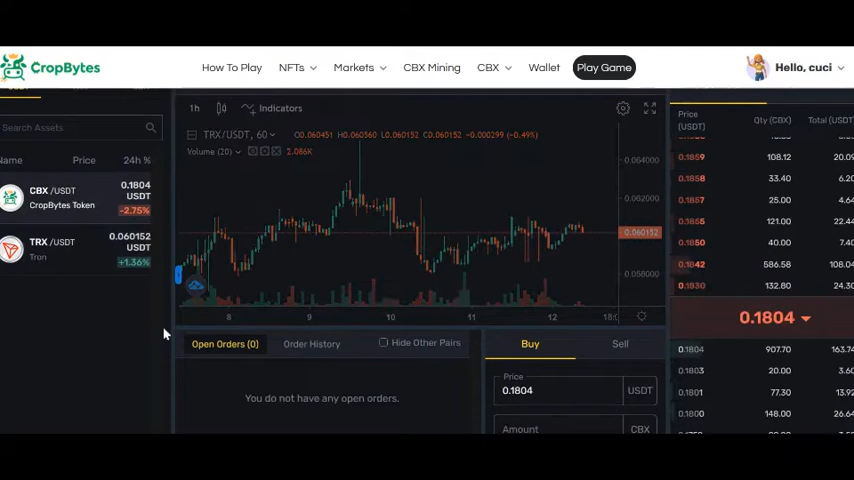 CropBytes
How To Play
NFTs
Markets
CBX Mining
CBX
Wallet
Play Game
Hello, cuci
Search Assets
Name Price 24h %
CBX /USDT
CropBytes Token
0.1804
USDT
-2.75%
TRX /USDT
Tron
0.060152
USDT
+1.36%
1h
Indicators
TRX/USDT, 60
O0.060451 H0.060560 L0.060152 C0.060152 -0.000299 (-0.49%)
Volume (20) 2.086K
0.064000
0.062000
0.060152
0.058000
8 9 10 11 12 18:
Open Orders (0)
Order History
Hide Other Pairs
You do not have any open orders.
Buy
Sell
Price
0.1804
USDT
Amount
CBX
Price
(USDT)
Qty (CBX)
Total (USDT)
0.1859 108.12 20.09
0.1858 33.40 6.20
0.1857 25.00 4.64
0.1855 121.00 22.44
0.1850 40.00 7.40
0.1842 586.58 108.04
0.1830 132.80 24.30
0.1804
0.1804 907.70 163.74
0.1803 20.00 3.60
0.1801 77.30 13.92
0.1800 148.00 26.64